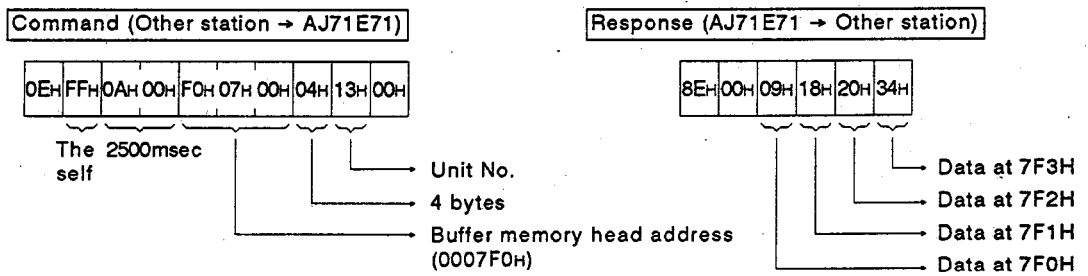 Command (Other station → AJ71E71)
0EH FFH 0AH 00H F0H 07H 00H 04H 13H 00H
The self
2500msec
Unit No.
4 bytes
Buffer memory head address
(0007F0H)
Response (AJ71E71 → Other station)
8EH 00H 09H 18H 20H 34H
Data at 7F3H
Data at 7F2H
Data at 7F1H
Data at 7F0H